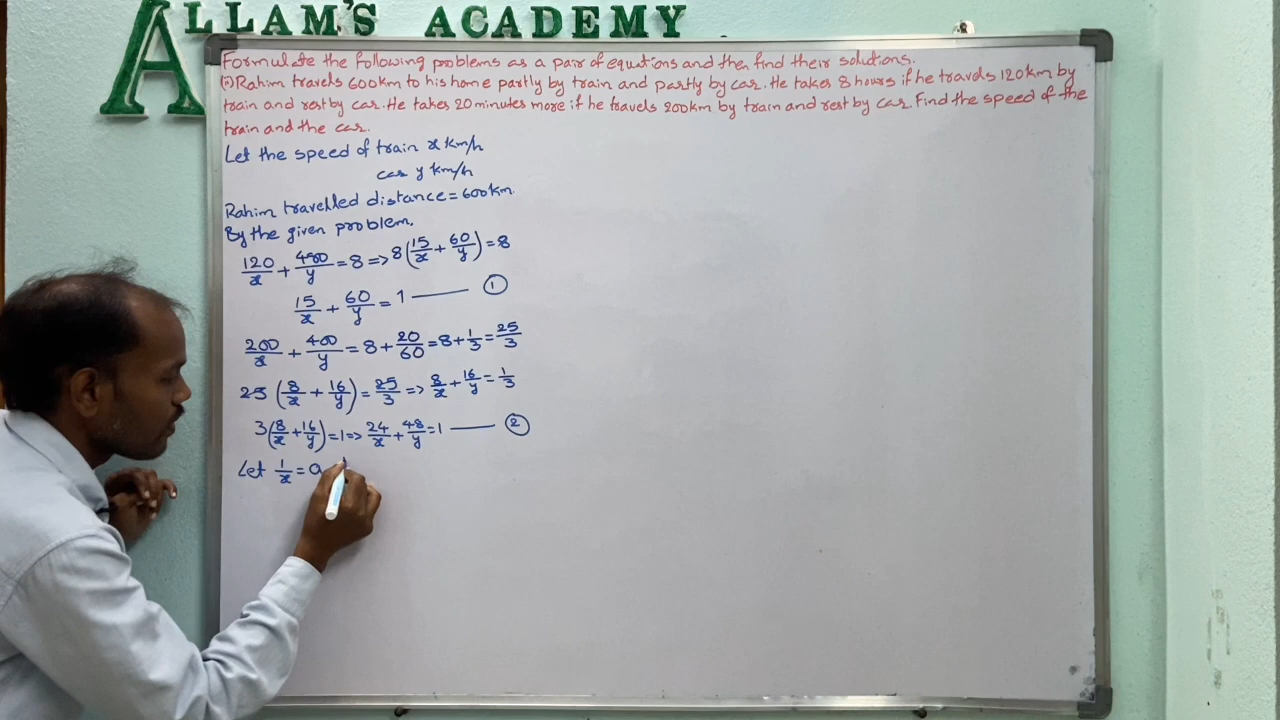 ALLAM'S ACADEMY
Formulate the following problems as a pair of equations and then find their solutions.
(ii) Rahim travels 600km to his home partly by train and partly by car. He takes 8 hours if he travels 120km by
train and rest by car. He takes 20 minutes more if he travels 200km by train and rest by car. Find the speed of the
train and the car.
Let the speed of train x km/h
car y km/h
Rahim travelled distance = 600km.
By the given problem,
120/x + 480/y = 8 => 8(15/x + 60/y) = 8
15/x + 60/y = 1 —— ①
200/x + 400/y = 8 + 20/60 = 8 + 1/3 = 25/3
25(8/x + 16/y) = 25/3 => 8/x + 16/y = 1/3
3(8/x + 16/y) = 1 => 24/x + 48/y = 1 —— ②
Let 1/x = a